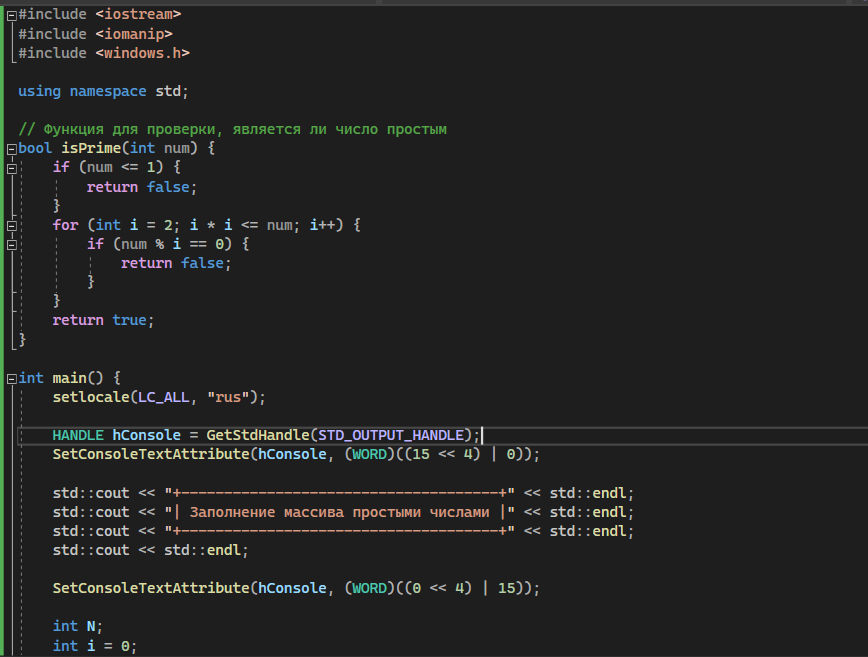 #include <iostream>
#include <iomanip>
#include <windows.h>
using namespace std;
// Функция для проверки, является ли число простым
bool isPrime(int num) {
if (num <= 1) {
return false;
}
for (int i = 2; i * i <= num; i++) {
if (num % i == 0) {
return false;
}
}
return true;
}
int main() {
setlocale(LC_ALL, "rus");
HANDLE hConsole = GetStdHandle(STD_OUTPUT_HANDLE);
SetConsoleTextAttribute(hConsole, (WORD)((15 << 4) | 0));
std::cout << "+-------------------------------------+" << std::endl;
std::cout << "| Заполнение массива простыми числами |" << std::endl;
std::cout << "+-------------------------------------+" << std::endl;
std::cout << std::endl;
SetConsoleTextAttribute(hConsole, (WORD)((0 << 4) | 15));
int N;
int i = 0;